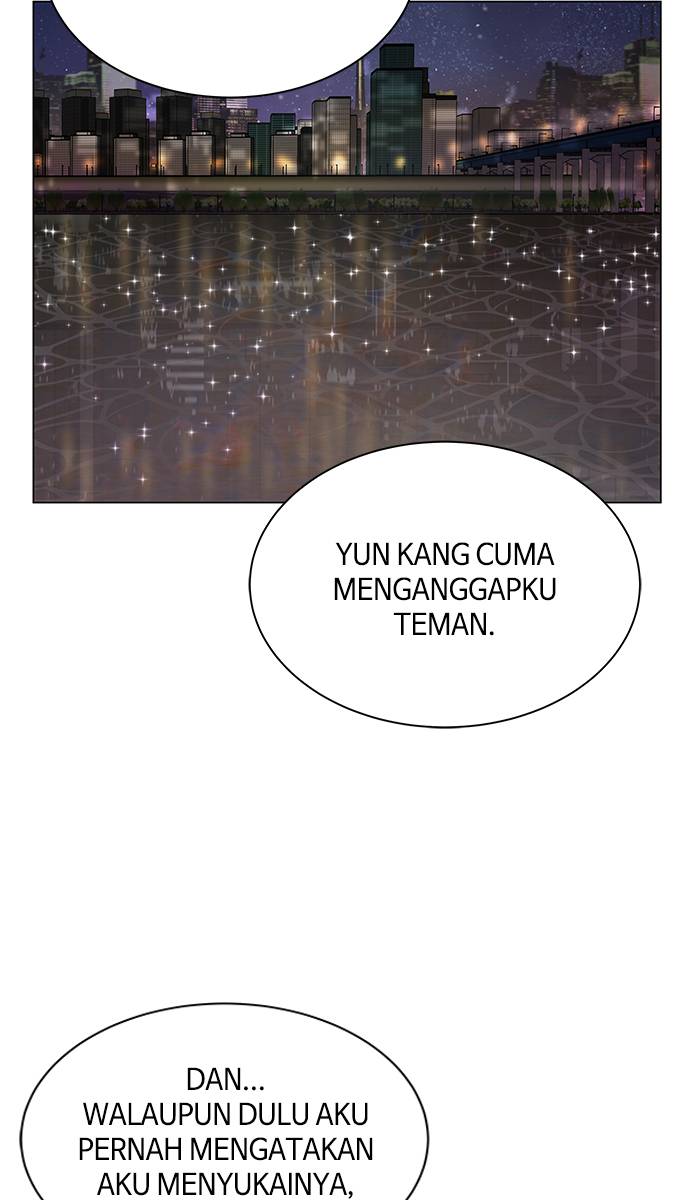 YUN KANG CUMA
MENGANGGAPKU
TEMAN.
DAN...
WALAUPUN DULU AKU
PERNAH MENGATAKAN
AKU MENYUKAINYA,